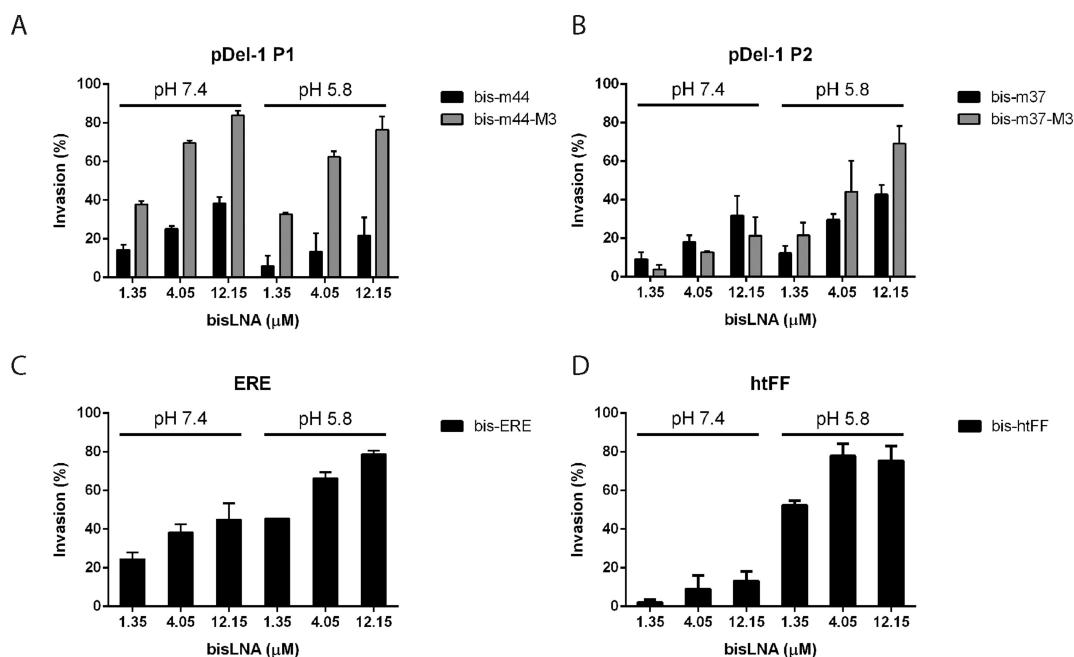 A
pDel-1 P1
pH 7.4 pH 5.8
bis-m44
bis-m44-M3
Invasion (%)
100
80
60
40
20
0
1.35 4.05 12.15 1.35 4.05 12.15
bisLNA (μM)
B
pDel-1 P2
pH 7.4 pH 5.8
bis-m37
bis-m37-M3
Invasion (%)
100
80
60
40
20
0
1.35 4.05 12.15 1.35 4.05 12.15
bisLNA (μM)
C
ERE
pH 7.4 pH 5.8
bis-ERE
Invasion (%)
100
80
60
40
20
0
1.35 4.05 12.15 1.35 4.05 12.15
bisLNA (μM)
D
htFF
pH 7.4 pH 5.8
bis-htFF
Invasion (%)
100
80
60
40
20
0
1.35 4.05 12.15 1.35 4.05 12.15
bisLNA (μM)